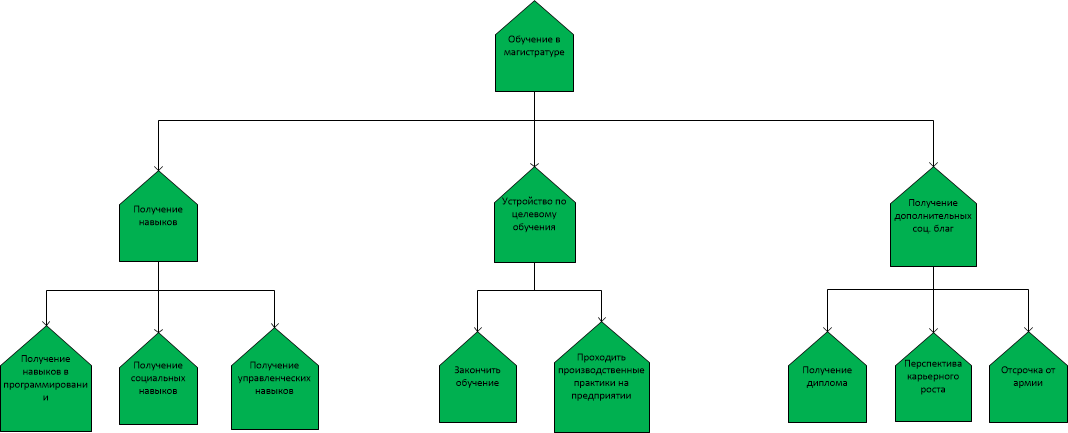 Обучение в
магистратуре
Получение
навыков
Устройство по
целевому
обучения
Получение
дополнительных
соц. благ
Получение
навыков в
программировани
и
Получение
социальных
навыков
Получение
управленческих
навыков
Закончить
обучение
Проходить
производственные
практики на
предприятии
Получение
диплома
Перспектива
карьерного
роста
Отсрочка от
армии